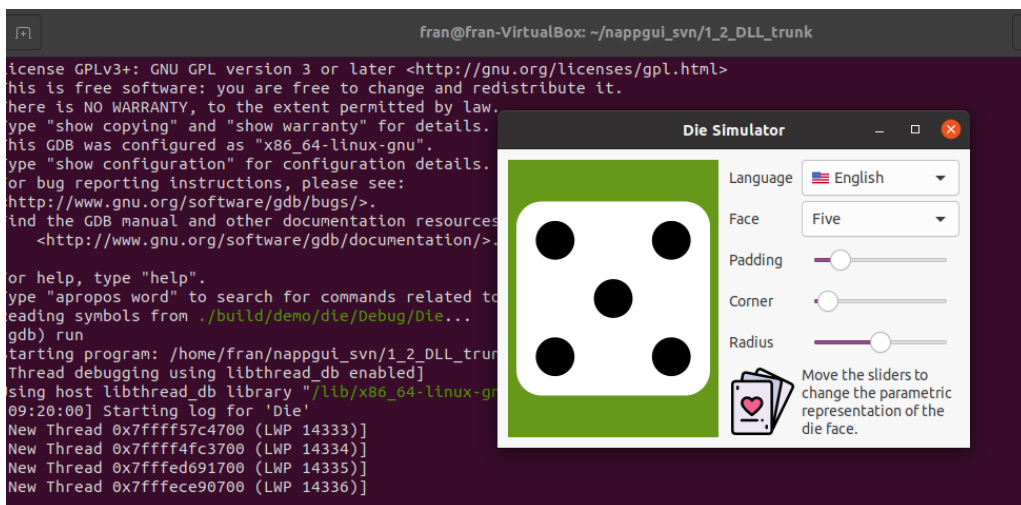 fran@fran-VirtualBox: ~/nappgui_svn/1_2_DLL_trunk
icense GPLv3+: GNU GPL version 3 or later <http://gnu.org/licenses/gpl.html>
his is free software: you are free to change and redistribute it.
here is NO WARRANTY, to the extent permitted by law.
ype "show copying" and "show warranty" for details.
his GDB was configured as "x86_64-linux-gnu".
ype "show configuration" for configuration details.
or bug reporting instructions, please see:
http://www.gnu.org/software/gdb/bugs/>.
ind the GDB manual and other documentation resources
<http://www.gnu.org/software/gdb/documentation/>.
or help, type "help".
ype "apropos word" to search for commands related to
eading symbols from ./build/demo/die/Debug/Die...
gdb) run
tarting program: /home/fran/nappgui_svn/1_2_DLL_trun
Thread debugging using libthread_db enabled]
sing host libthread_db library "/lib/x86_64-linux-gn
09:20:00] Starting log for 'Die'
New Thread 0x7ffff57c4700 (LWP 14333)]
New Thread 0x7ffff4fc3700 (LWP 14334)]
New Thread 0x7fffed691700 (LWP 14335)]
New Thread 0x7fffece90700 (LWP 14336)]
Die Simulator
Language English
Face Five
Padding
Corner
Radius
Move the sliders to
change the parametric
representation of the
die face.